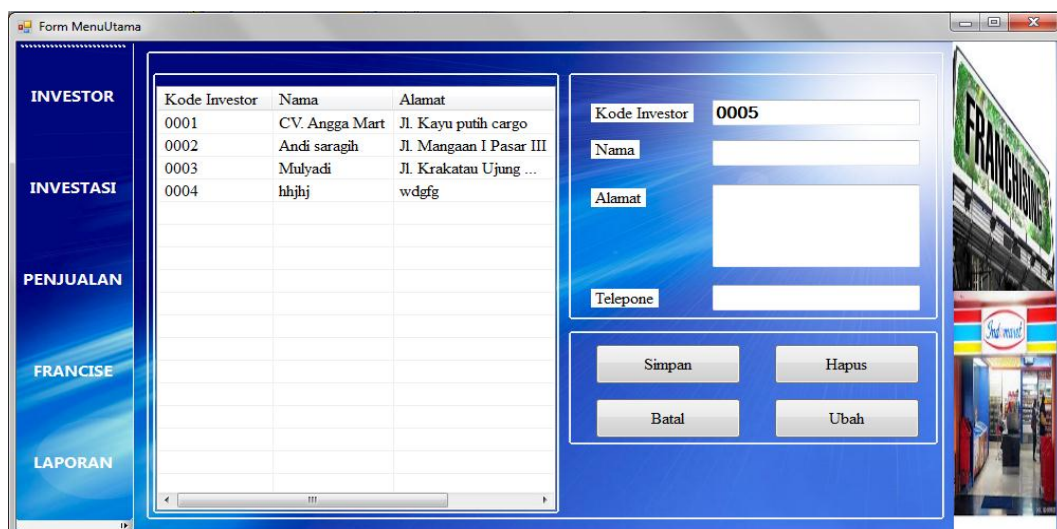 Form MenuUtama
INVESTOR
INVESTASI
PENJUALAN
FRANCISE
LAPORAN
Kode Investor Nama Alamat
0001 CV. Angga Mart Jl. Kayu putih cargo
0002 Andi saragih Jl. Mangaan I Pasar III
0003 Mulyadi Jl. Krakatau Ujung ...
0004 hhjhj wdgfg
Kode Investor 0005
Nama
Alamat
Telepone
Simpan Hapus
Batal Ubah
FRANCHISING
Indomaret